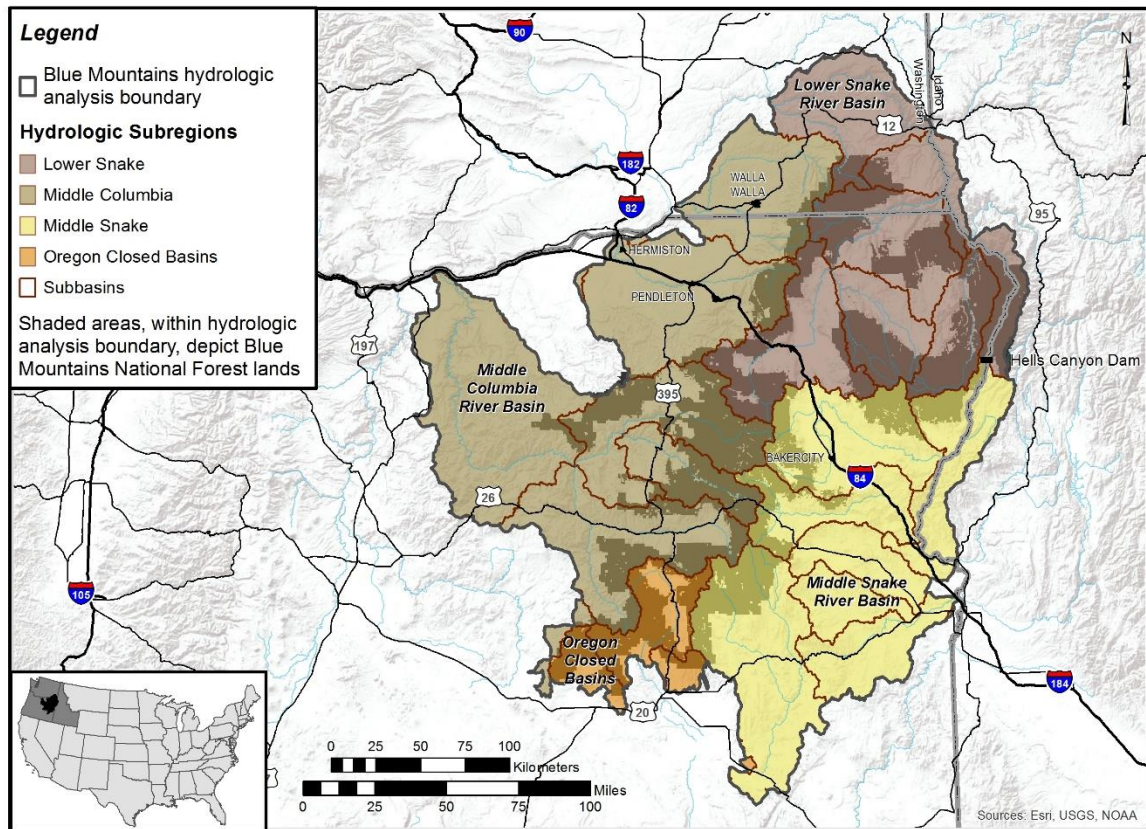 Legend
Blue Mountains hydrologic
analysis boundary
Hydrologic Subregions
Lower Snake
Middle Columbia
Middle Snake
Oregon Closed Basins
Subbasins
Shaded areas, within hydrologic
analysis boundary, depict Blue
Mountains National Forest lands
90
N
Washington
Idaho
Lower Snake
River Basin
12
182
82
WALLA
WALLA
95
HERMISTON
PENDLETON
197
Hells Canyon Dam
Middle
Columbia
River Basin
395
BAKERCITY
84
26
105
Middle Snake
River Basin
Oregon
Closed
Basins
184
20
0 25 50 75 100
Kilometers
0 25 50 75 100
Miles
Sources: Esri, USGS, NOAA